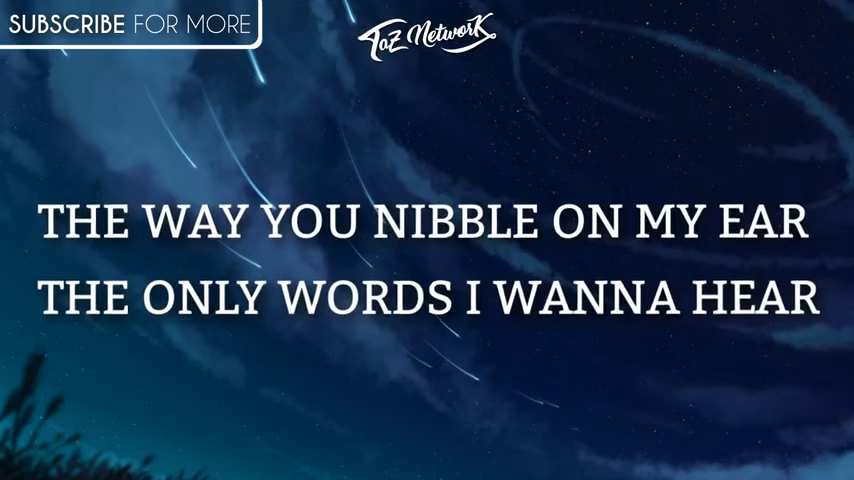 SUBSCRIBE FOR MORE
TaZ NetworK
THE WAY YOU NIBBLE ON MY EAR
THE ONLY WORDS I WANNA HEAR